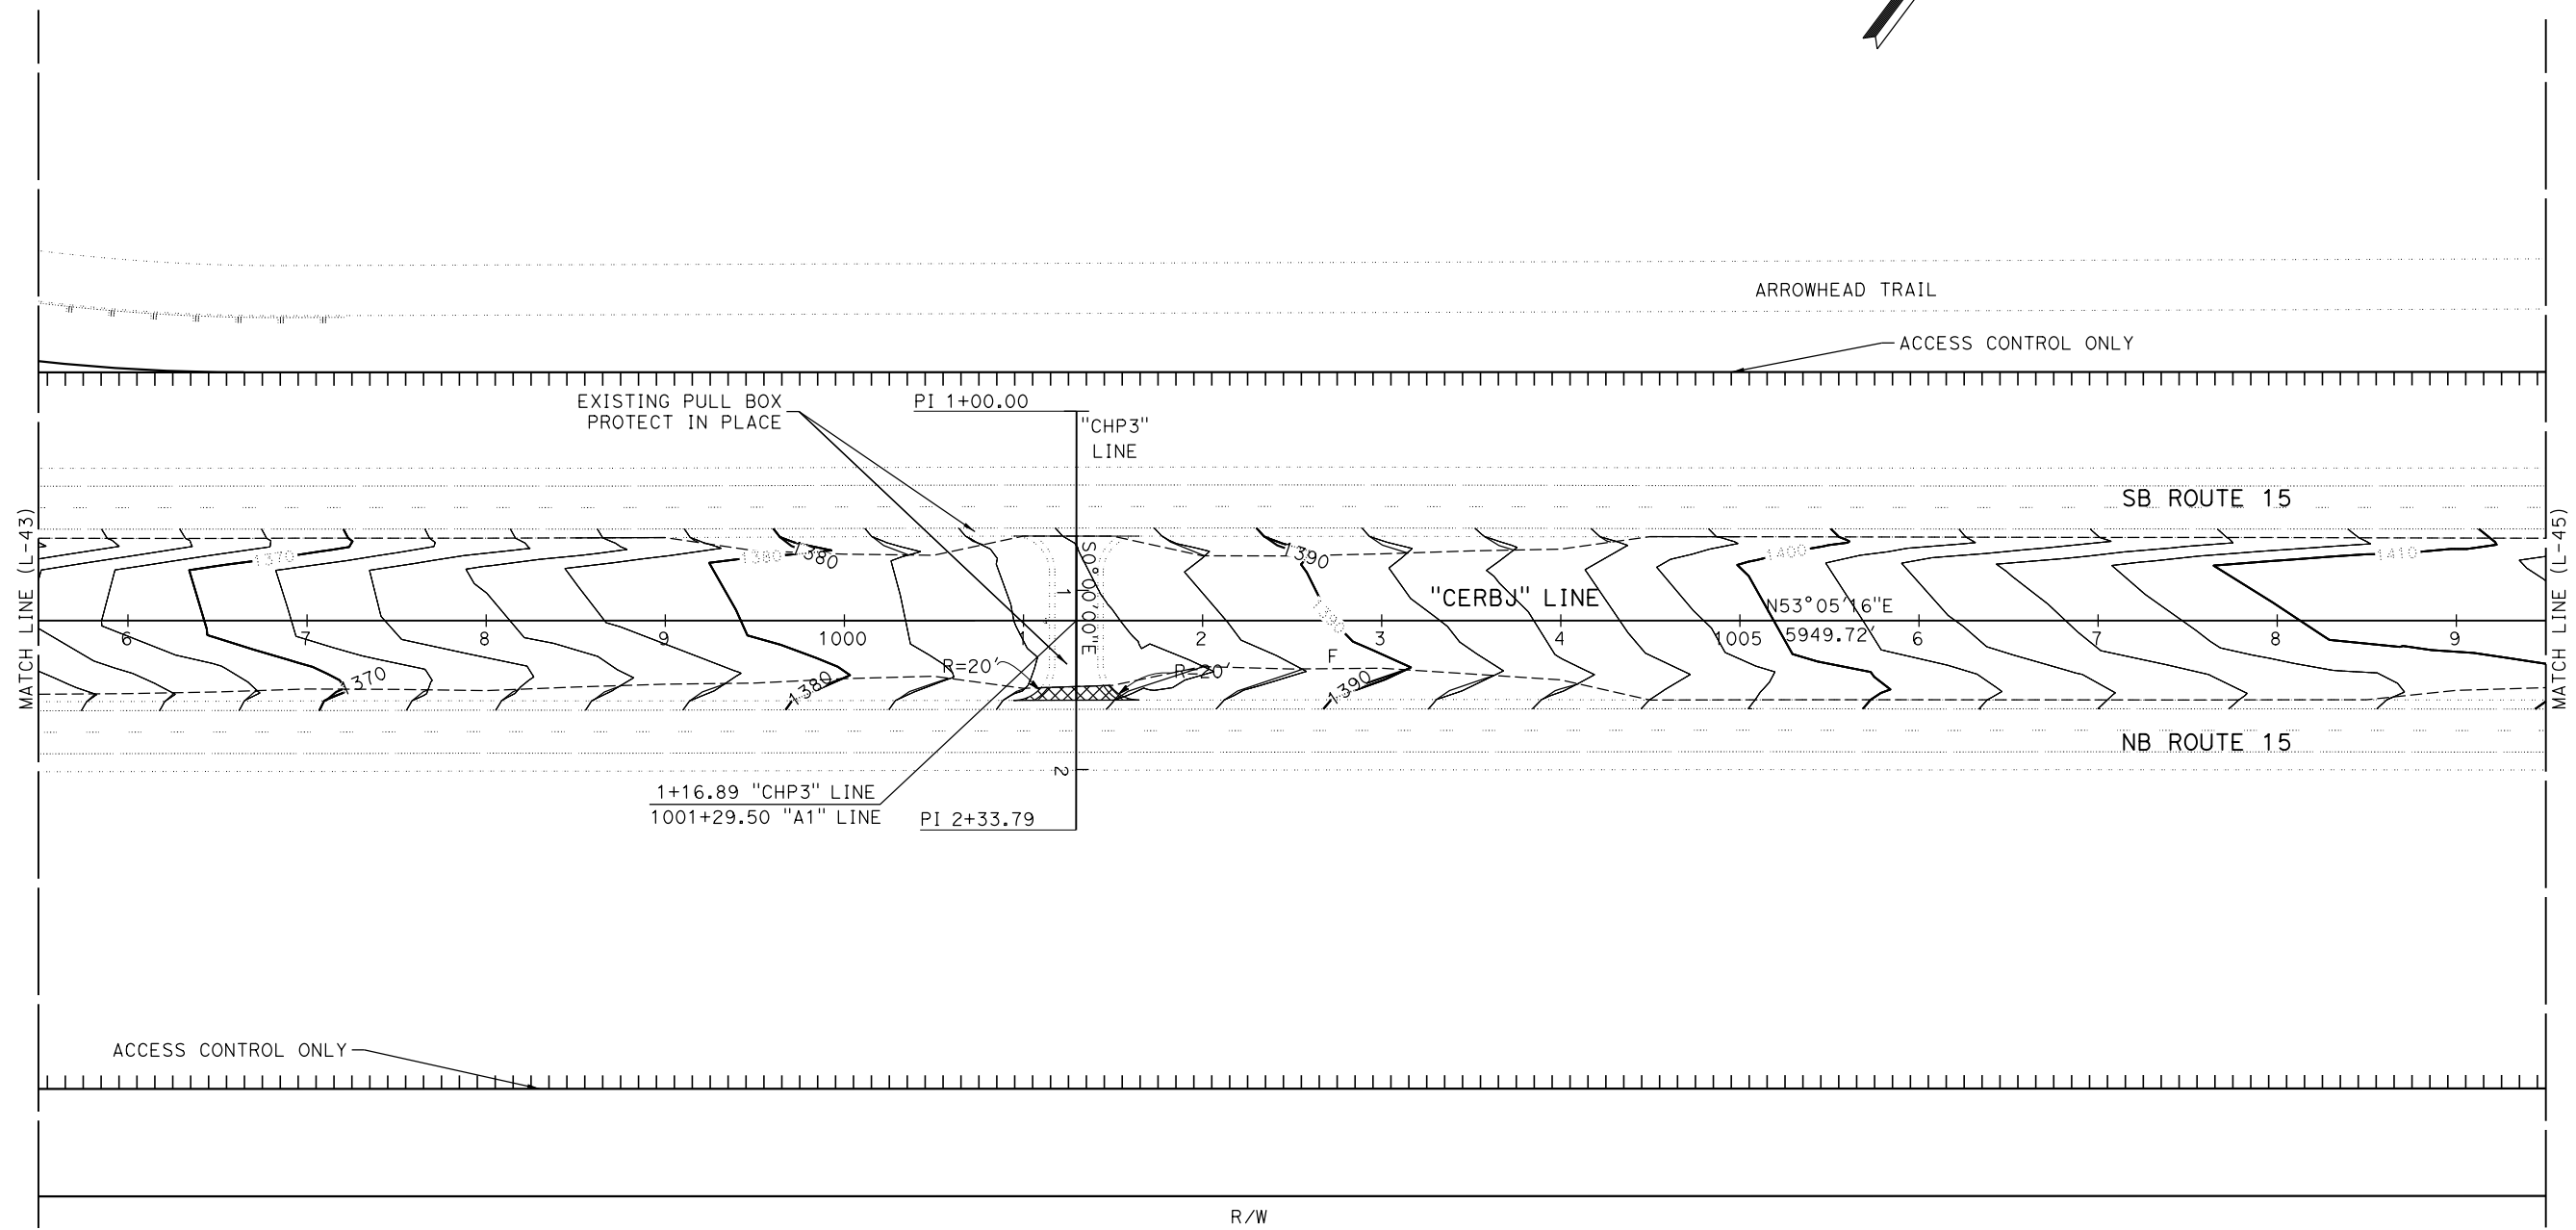 ARROWHEAD TRAIL
ACCESS CONTROL ONLY
EXISTING PULL BOX
PROTECT IN PLACE
PI 1+00.00
"CHP3"
LINE
SB ROUTE 15
MATCH LINE (L-43)
MATCH LINE (L-45)
1370
1380
1380
1390
1400
1410
1390
"CERBJ" LINE
N53°05'16"E
5949.72'
S0°00'00"E
1
6
7
8
9
1000
1
2
3
4
1005
6
7
8
9
F
R=20'
R=20'
1370
1380
1390
NB ROUTE 15
2
1+16.89 "CHP3" LINE
1001+29.50 "A1" LINE
PI 2+33.79
ACCESS CONTROL ONLY
R/W